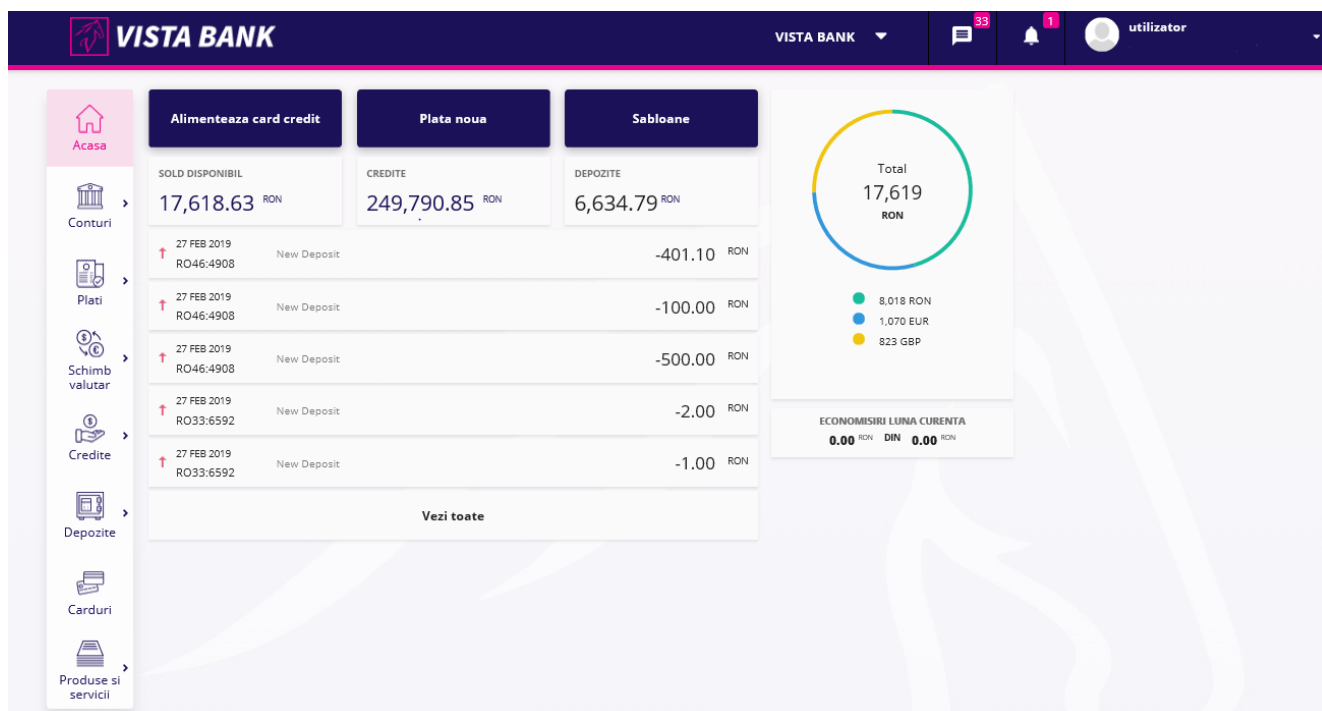 VISTA BANK
VISTA BANK
33
1
utilizator
Acasa
Conturi
Plati
Schimb
valutar
Credite
Depozite
Carduri
Produse si
servicii
Alimenteaza card credit
Plata noua
Sabloane
SOLD DISPONIBIL
17,618.63 RON
CREDITE
249,790.85 RON
DEPOZITE
6,634.79 RON
27 FEB 2019
RO46:4908
New Deposit
-401.10 RON
27 FEB 2019
RO46:4908
New Deposit
-100.00 RON
27 FEB 2019
RO46:4908
New Deposit
-500.00 RON
27 FEB 2019
RO33:6592
New Deposit
-2.00 RON
27 FEB 2019
RO33:6592
New Deposit
-1.00 RON
Vezi toate
Total
17,619
RON
8,018 RON
1,070 EUR
823 GBP
ECONOMISIRI LUNA CURENTA
0.00 RON DIN 0.00 RON